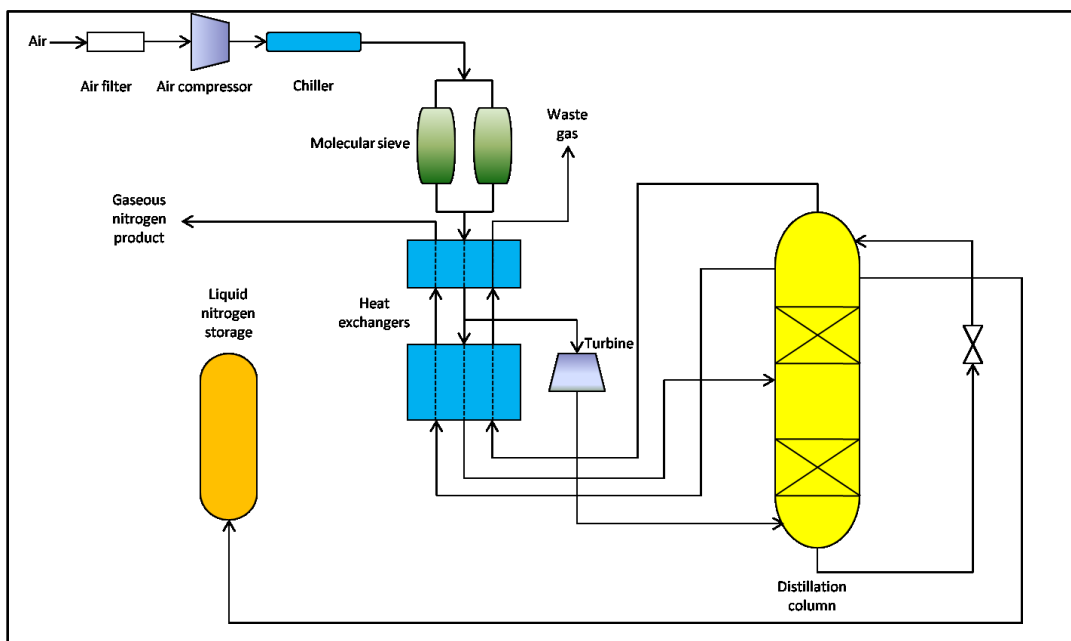 Air
Air filter
Air compressor
Chiller
Molecular sieve
Waste
gas
Gaseous
nitrogen
product
Liquid
nitrogen
storage
Heat
exchangers
Turbine
Distillation
column